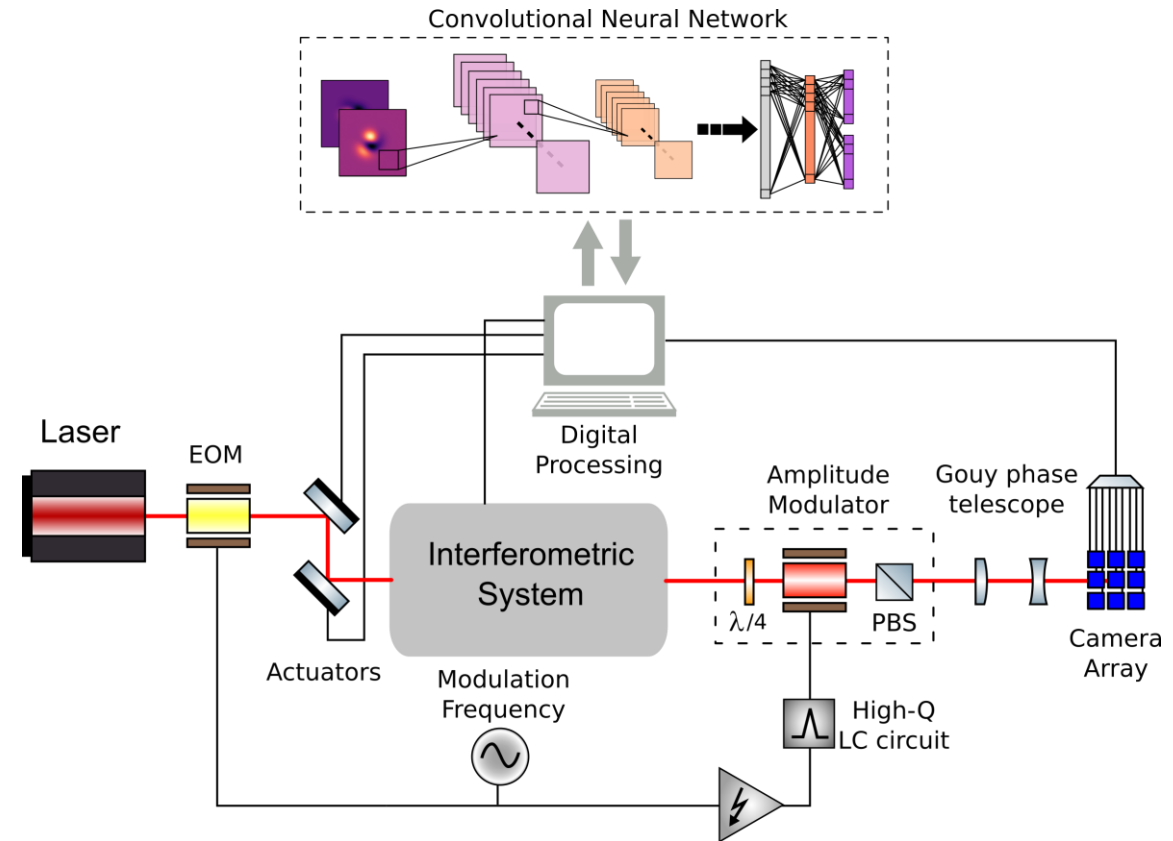 Convolutional Neural Network
Digital
Processing
Laser
EOM
Amplitude
Modulator
Gouy phase
telescope
Interferometric
System
λ/4
PBS
Camera
Array
Actuators
Modulation
Frequency
High-Q
LC circuit